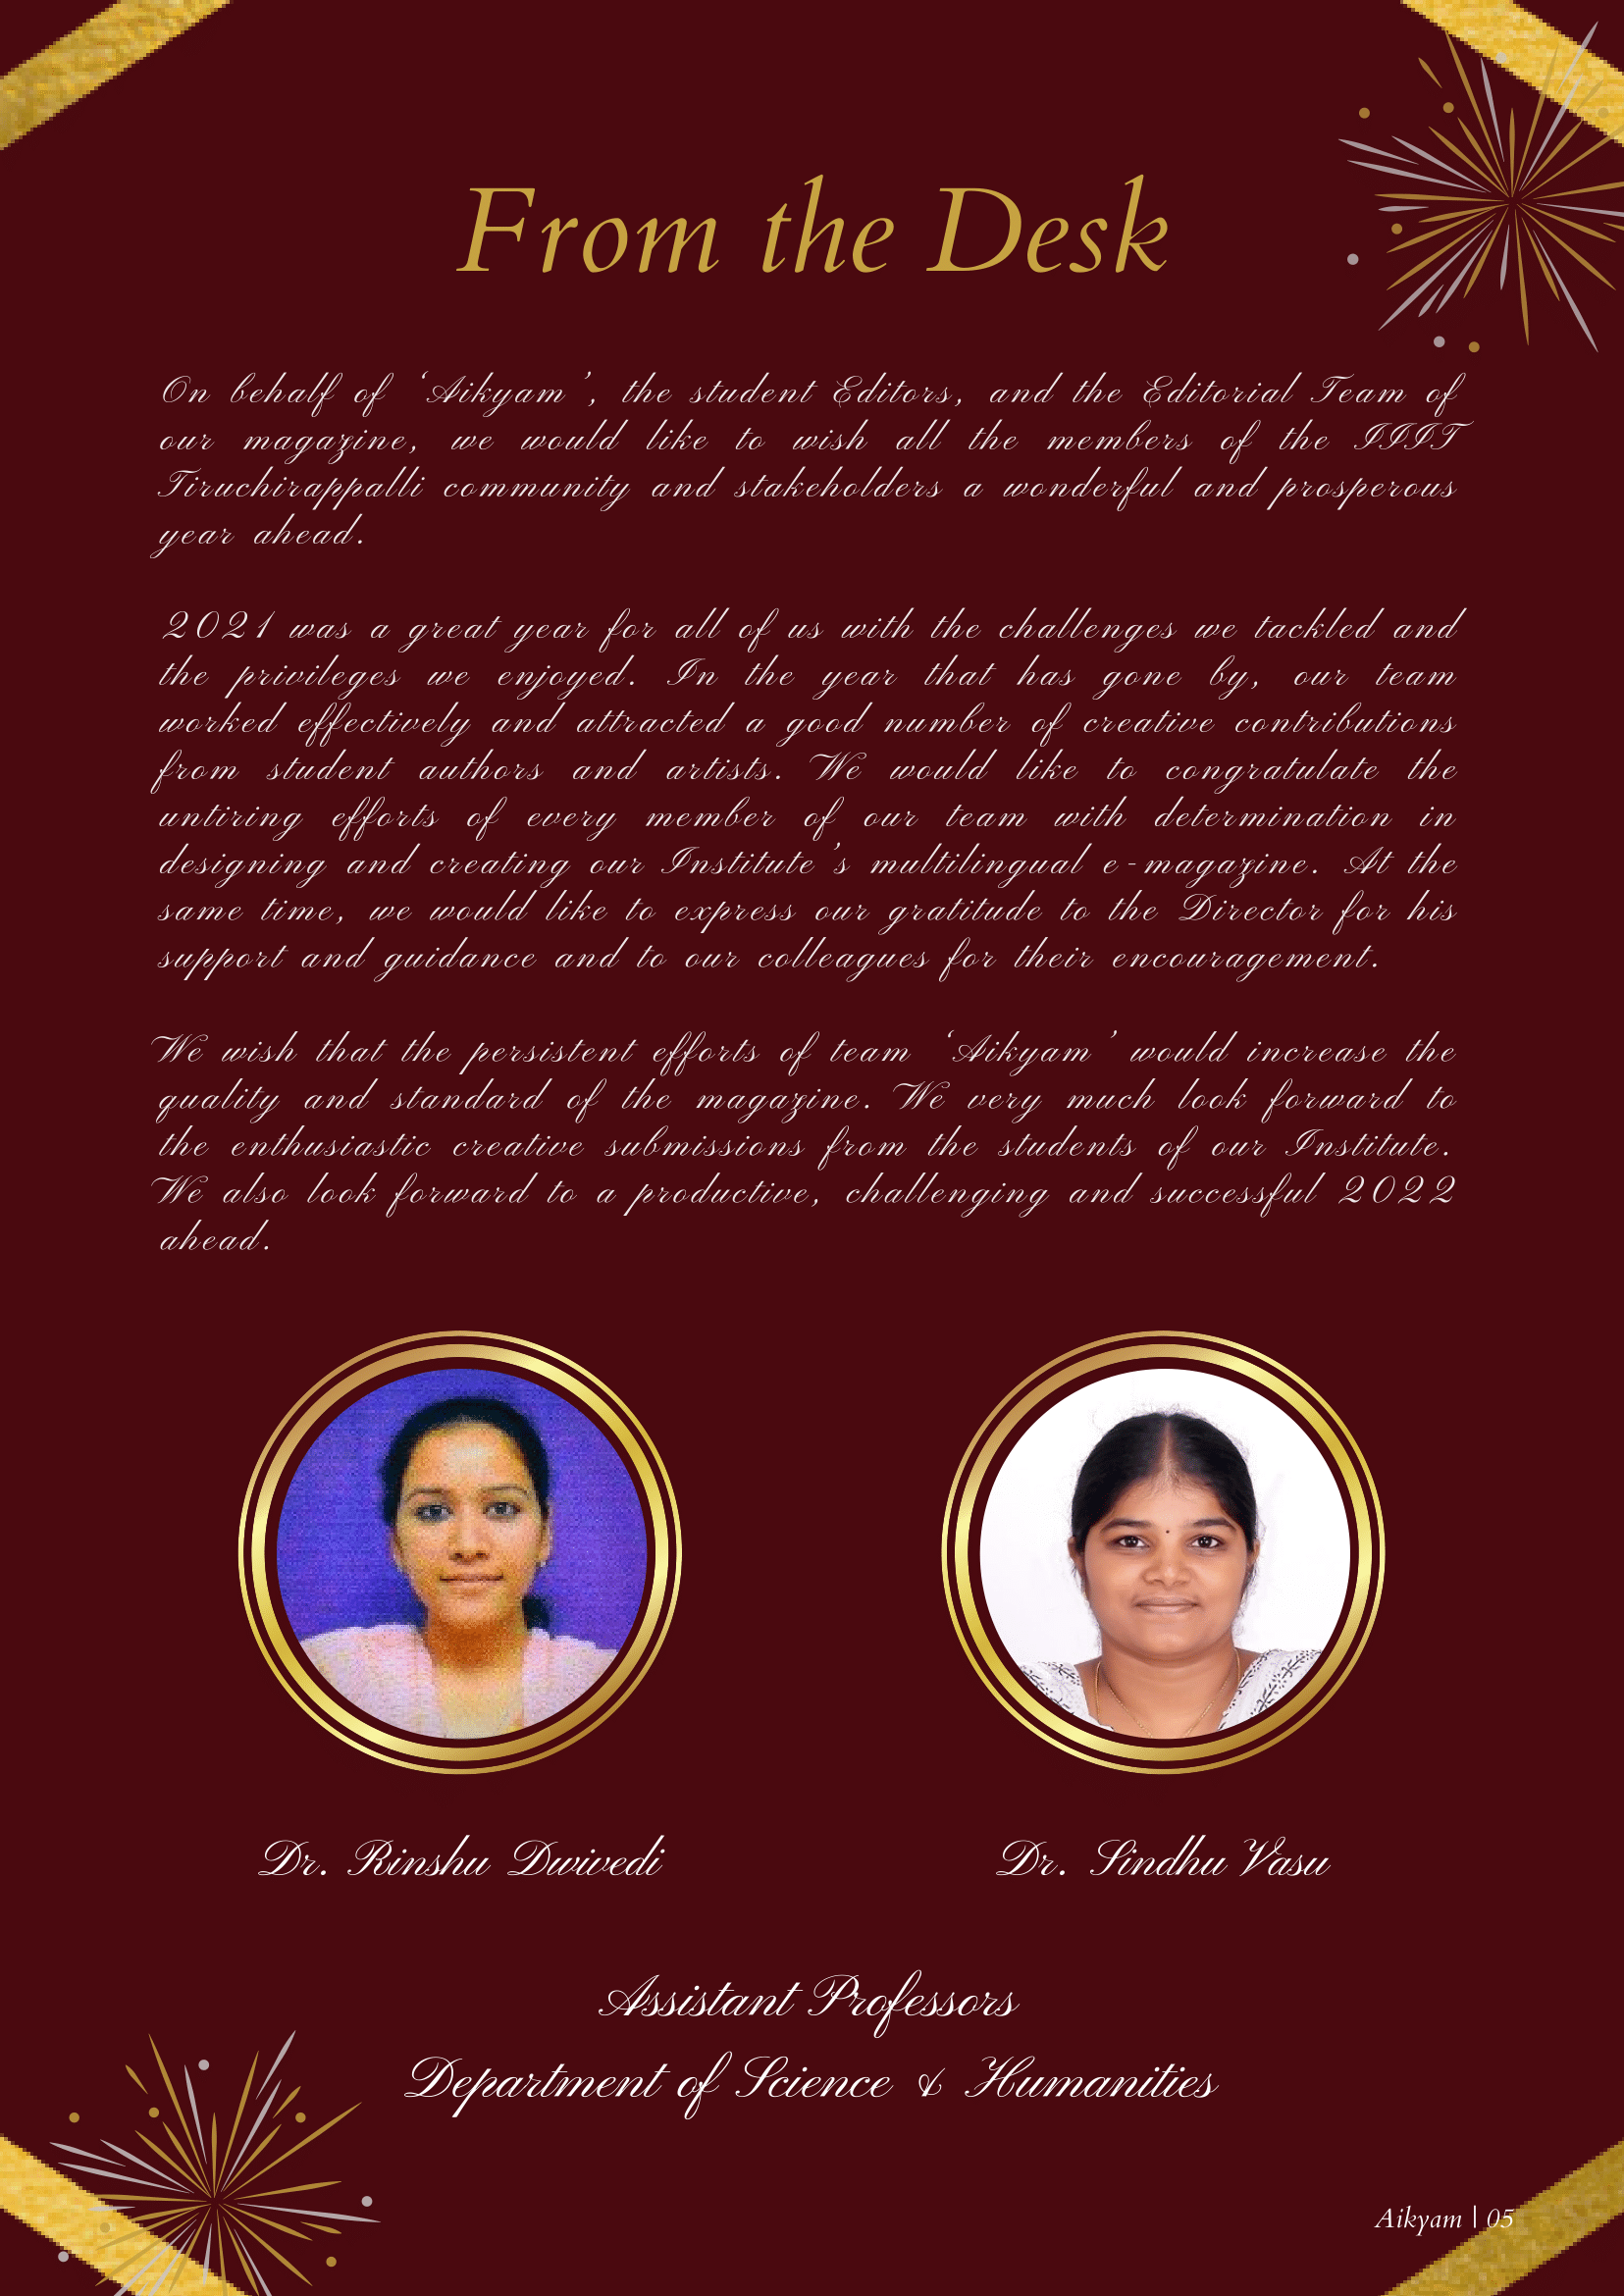 From the Desk
On behalf of ‘Aikyam’, the student Editors, and the Editorial Team of
our magazine, we would like to wish all the members of the IIIT
Tiruchirappalli community and stakeholders a wonderful and prosperous
year ahead.
2021 was a great year for all of us with the challenges we tackled and
the privileges we enjoyed. In the year that has gone by, our team
worked effectively and attracted a good number of creative contributions
from student authors and artists. We would like to congratulate the
untiring efforts of every member of our team with determination in
designing and creating our Institute’s multilingual e-magazine. At the
same time, we would like to express our gratitude to the Director for his
support and guidance and to our colleagues for their encouragement.
We wish that the persistent efforts of team ‘Aikyam’ would increase the
quality and standard of the magazine. We very much look forward to
the enthusiastic creative submissions from the students of our Institute.
We also look forward to a productive, challenging and successful 2022
ahead.
Dr. Rinshu Dwivedi
Dr. Sindhu Vasu
Assistant Professors
Department of Science & Humanities
Aikyam | 05